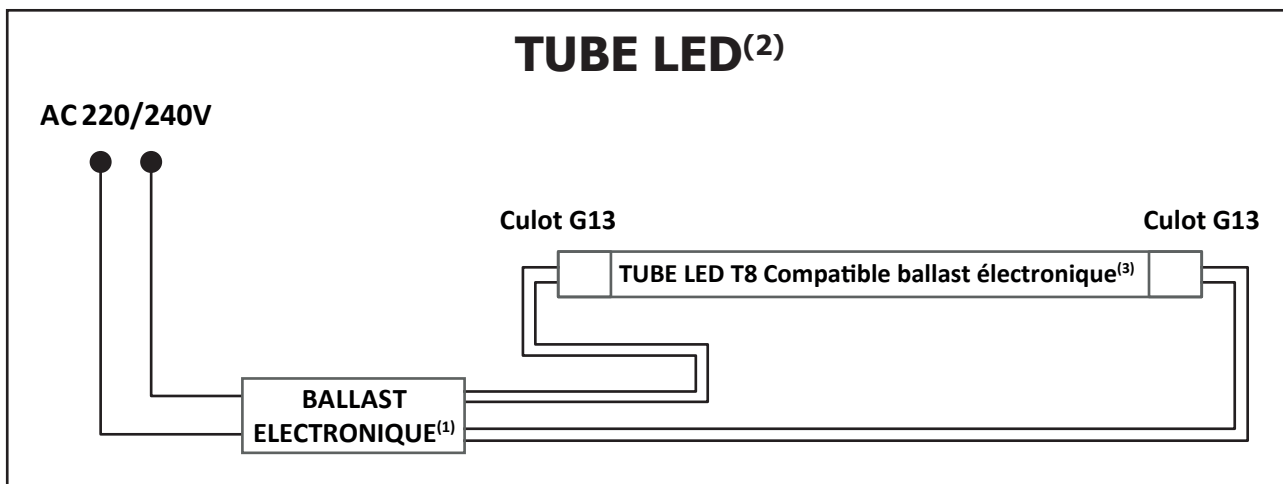 TUBE LED(2)
AC 220/240V
Culot G13
Culot G13
TUBE LED T8 Compatible ballast électronique(3)
BALLAST
ELECTRONIQUE(1)